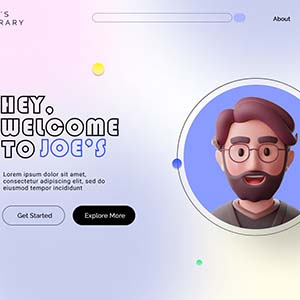 'S
RARY
About
HEY,
WELCOME
TO JOE'S
Lorem ipsum dolor sit amet,
consectetur adipiscing elit, sed do
eiusmod tempor incididunt
Get Started
Explore More